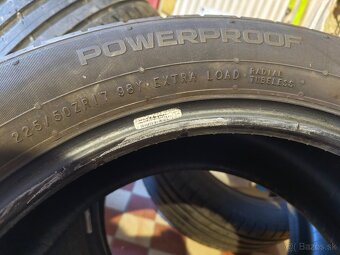 POWERPROOF
225/50ZR17 98Y EXTRA LOAD RADIAL TUBELESS
Bazos.sk